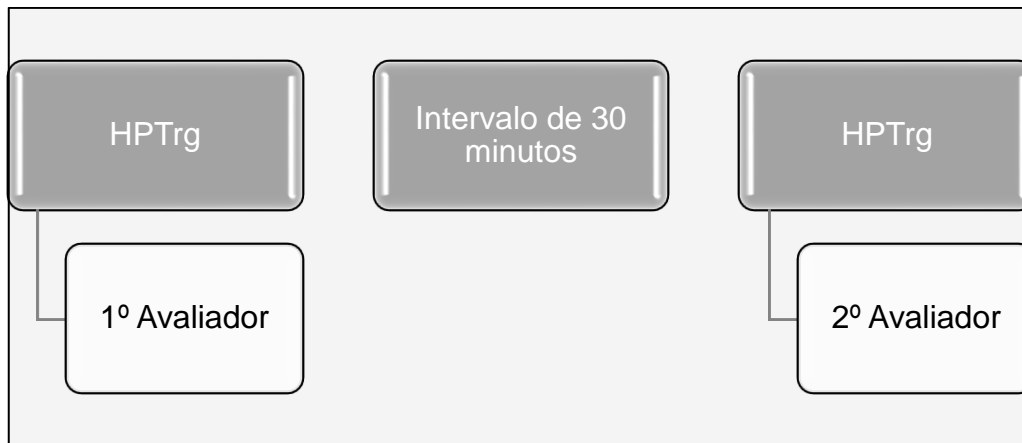 HPTrg
Intervalo de 30
minutos
HPTrg
1º Avaliador
2º Avaliador